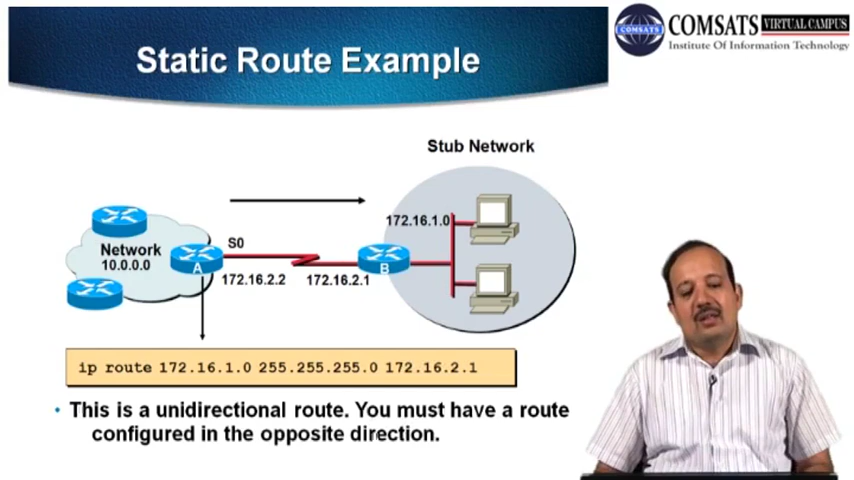 Static Route Example
COMSATS VIRTUAL CAMPUS
Institute Of Information Technology
COMSATS
Stub Network
172.16.1.0
Network
10.0.0.0
A
S0
B
172.16.2.2
172.16.2.1
ip route 172.16.1.0 255.255.255.0 172.16.2.1
• This is a unidirectional route. You must have a route
configured in the opposite direction.